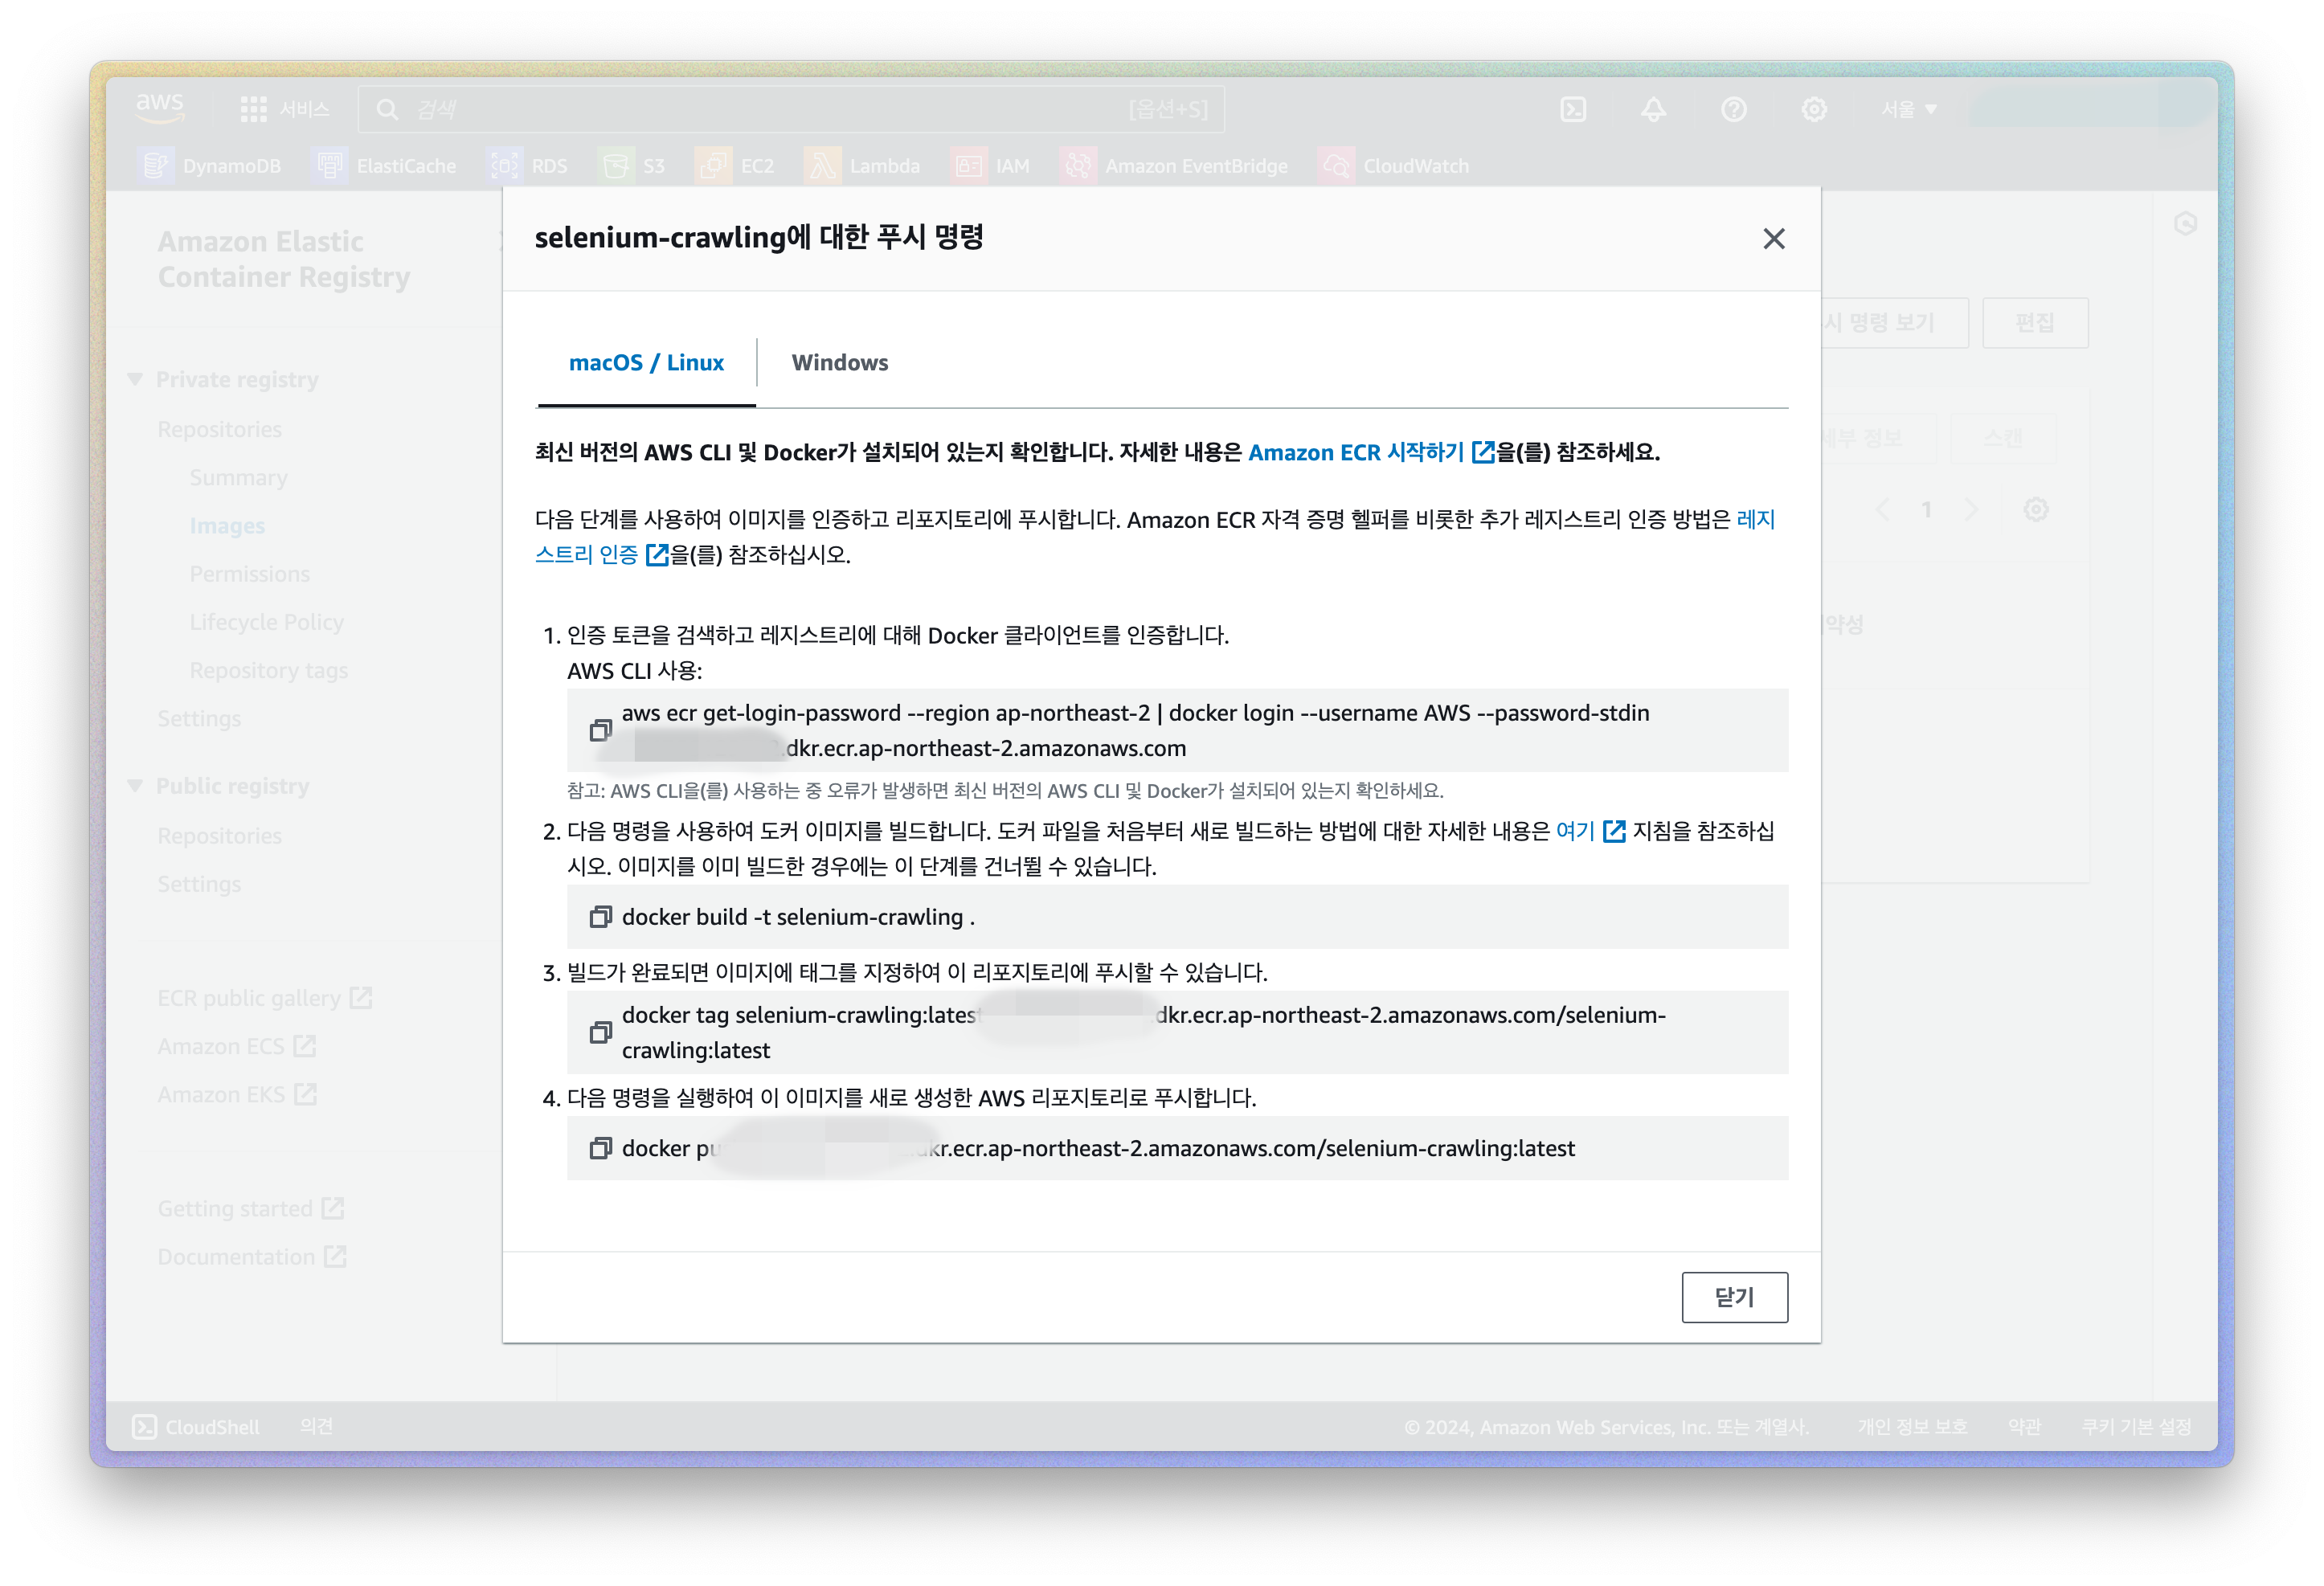 aws
서비스
검색
[옵션+S]
서울
DynamoDB
ElastiCache
RDS
S3
EC2
Lambda
IAM
Amazon EventBridge
CloudWatch
Amazon Elastic
Container Registry
Private registry
Repositories
Summary
Images
Permissions
Lifecycle Policy
Repository tags
Settings
Public registry
Repositories
Settings
ECR public gallery
Amazon ECS
Amazon EKS
Getting started
Documentation
selenium-crawling에 대한 푸시 명령
macOS / Linux
Windows
최신 버전의 AWS CLI 및 Docker가 설치되어 있는지 확인합니다. 자세한 내용은 Amazon ECR 시작하기 을(를) 참조하세요.
다음 단계를 사용하여 이미지를 인증하고 리포지토리에 푸시합니다. Amazon ECR 자격 증명 헬퍼를 비롯한 추가 레지스트리 인증 방법은 레지
스트리 인증 을(를) 참조하십시오.
1. 인증 토큰을 검색하고 레지스트리에 대해 Docker 클라이언트를 인증합니다.
AWS CLI 사용:
aws ecr get-login-password --region ap-northeast-2 | docker login --username AWS --password-stdin
.dkr.ecr.ap-northeast-2.amazonaws.com
참고: AWS CLI을(를) 사용하는 중 오류가 발생하면 최신 버전의 AWS CLI 및 Docker가 설치되어 있는지 확인하세요.
2. 다음 명령을 사용하여 도커 이미지를 빌드합니다. 도커 파일을 처음부터 새로 빌드하는 방법에 대한 자세한 내용은 여기 지침을 참조하십
시오. 이미지를 이미 빌드한 경우에는 이 단계를 건너뛸 수 있습니다.
docker build -t selenium-crawling .
3. 빌드가 완료되면 이미지에 태그를 지정하여 이 리포지토리에 푸시할 수 있습니다.
docker tag selenium-crawling:latest dkr.ecr.ap-northeast-2.amazonaws.com/selenium-
crawling:latest
4. 다음 명령을 실행하여 이 이미지를 새로 생성한 AWS 리포지토리로 푸시합니다.
docker pu kr.ecr.ap-northeast-2.amazonaws.com/selenium-crawling:latest
닫기
시 명령 보기
편집
세부 정보
스캔
1
약성
CloudShell
의견
© 2024, Amazon Web Services, Inc. 또는 계열사.
개인 정보 보호
약관
쿠키 기본 설정